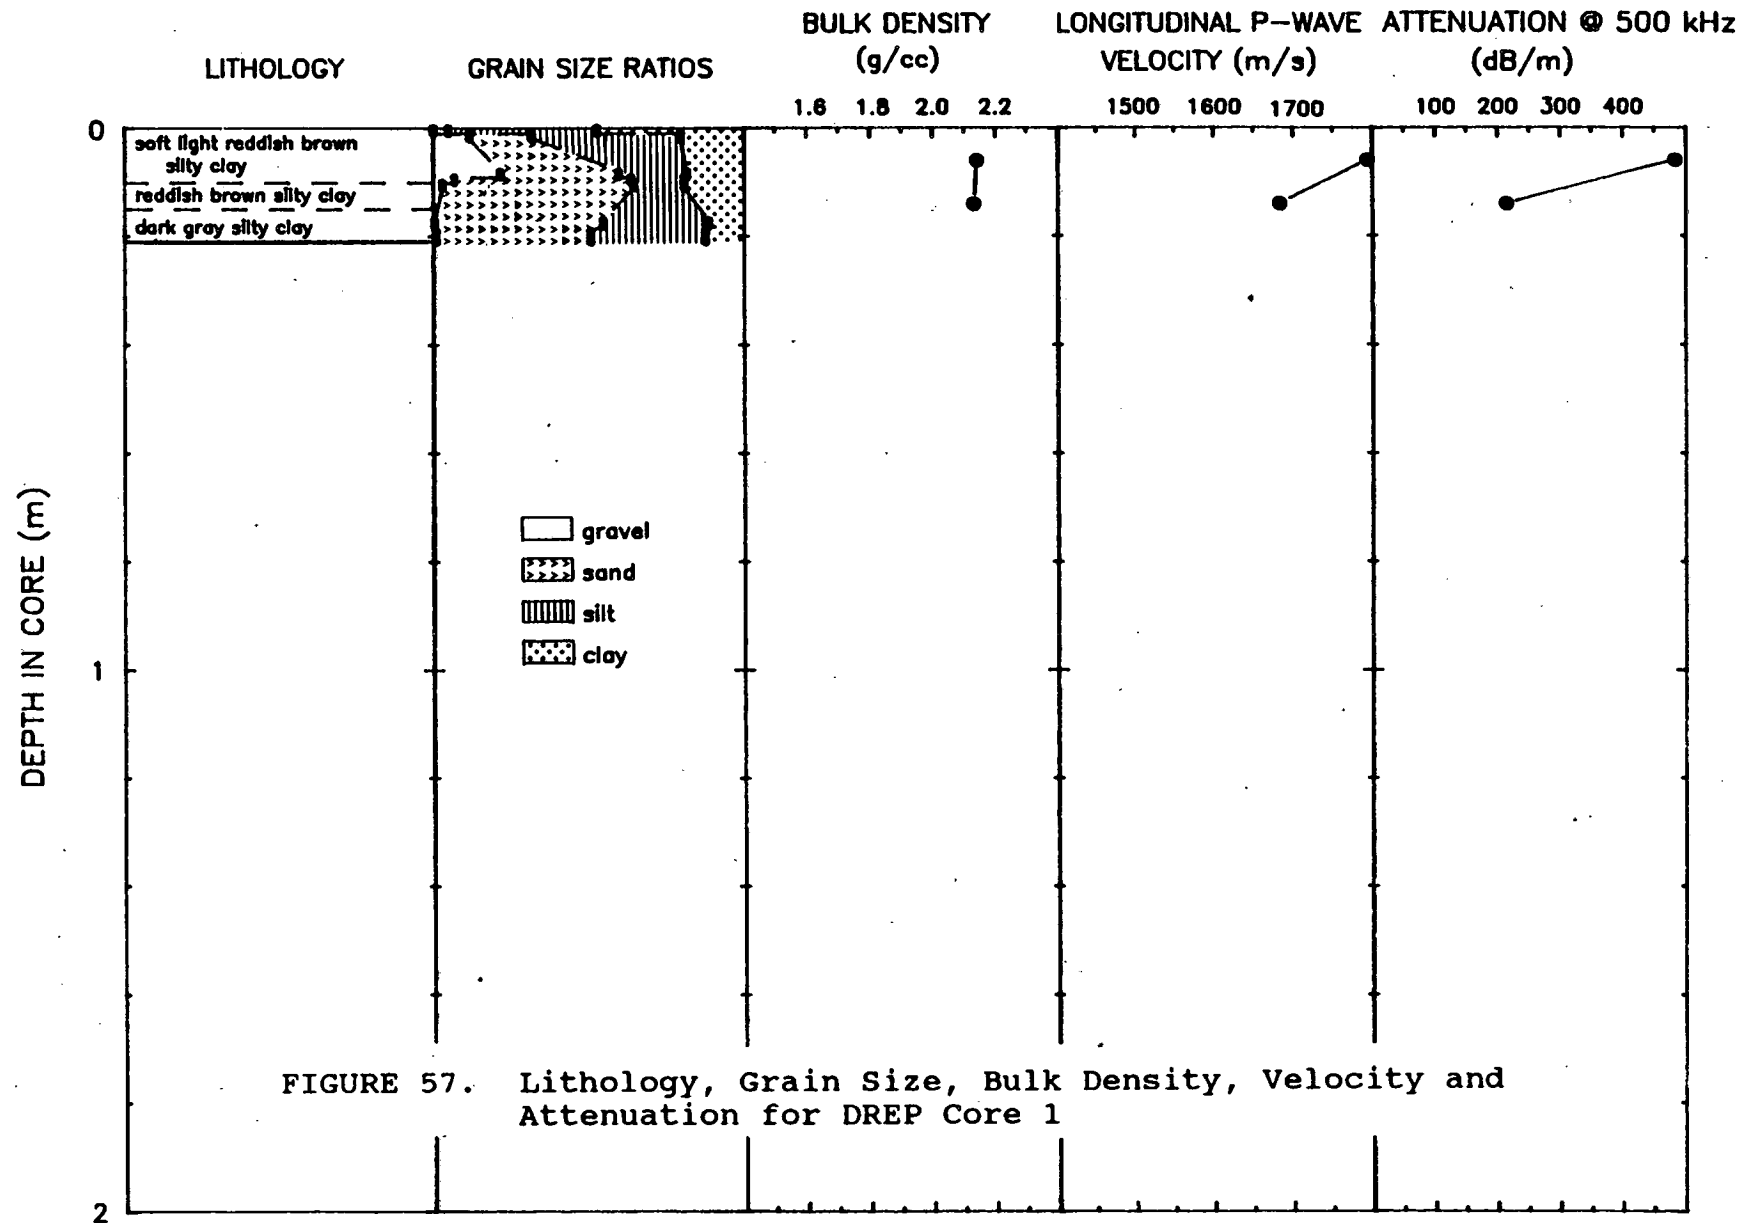 BULK DENSITY
(g/cc)
LONGITUDINAL P-WAVE
VELOCITY (m/s)
ATTENUATION @ 500 kHz
(dB/m)
LITHOLOGY
GRAIN SIZE RATIOS
1.6 1.8 2.0 2.2
1500 1600 1700
100 200 300 400
0
soft light reddish brown
silty clay
reddish brown silty clay
dark gray silty clay
gravel
sand
silt
clay
DEPTH IN CORE (m)
1
FIGURE 57. Lithology, Grain Size, Bulk Density, Velocity and
Attenuation for DREP Core 1
2